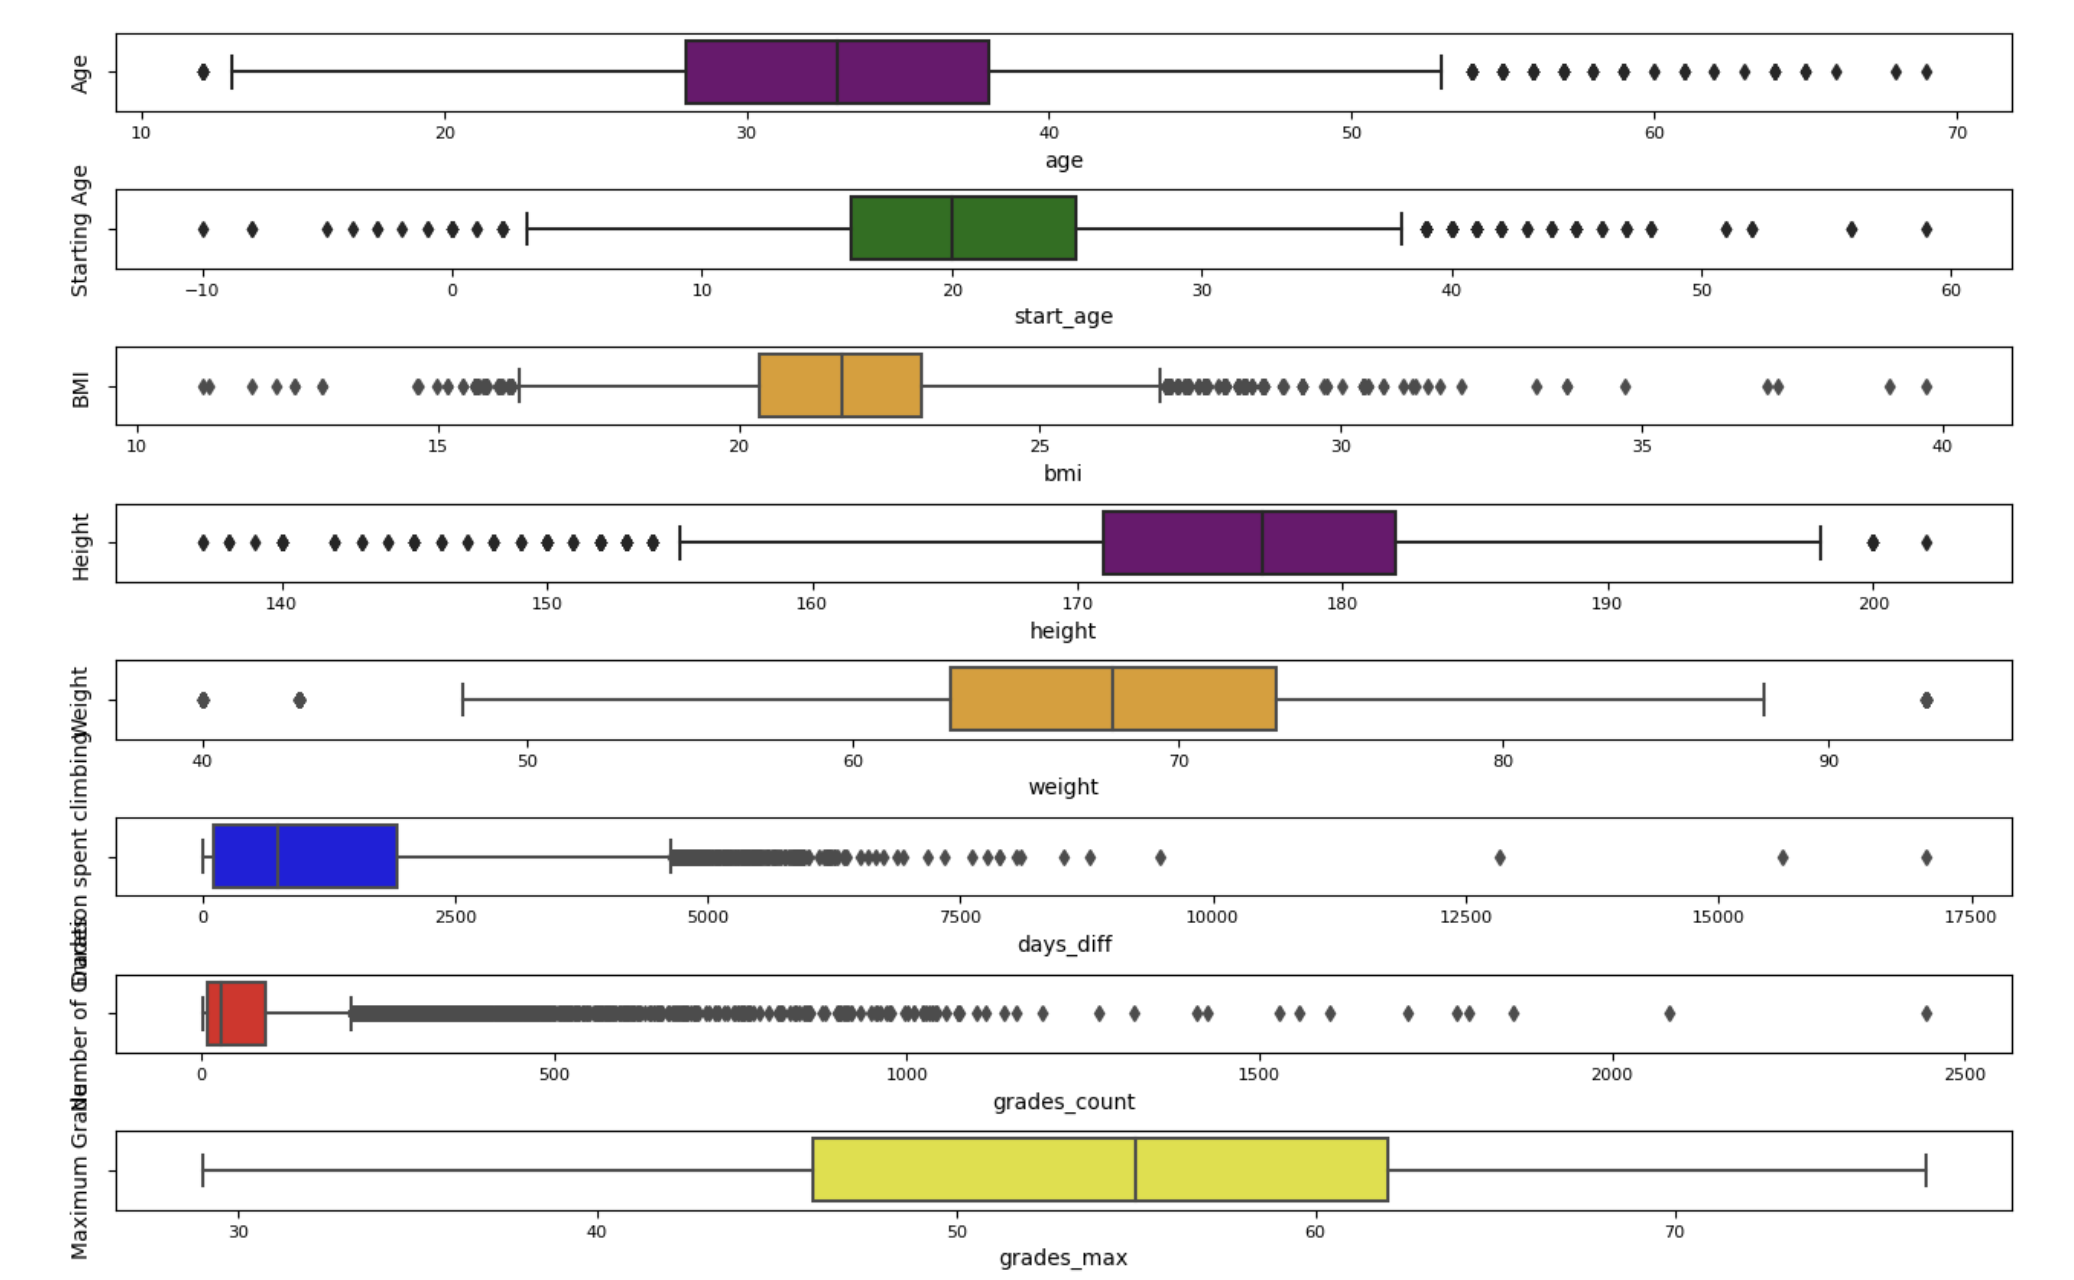 Age
10 20 30 40 50 60 70
age
Starting Age
−10 0 10 20 30 40 50 60
start_age
BMI
10 15 20 25 30 35 40
bmi
Height
140 150 160 170 180 190 200
height
Weight
40 50 60 70 80 90
weight
Duration spent climbing
0 2500 5000 7500 10000 12500 15000 17500
days_diff
Number of Grades
0 500 1000 1500 2000 2500
grades_count
Maximum Grade
30 40 50 60 70
grades_max